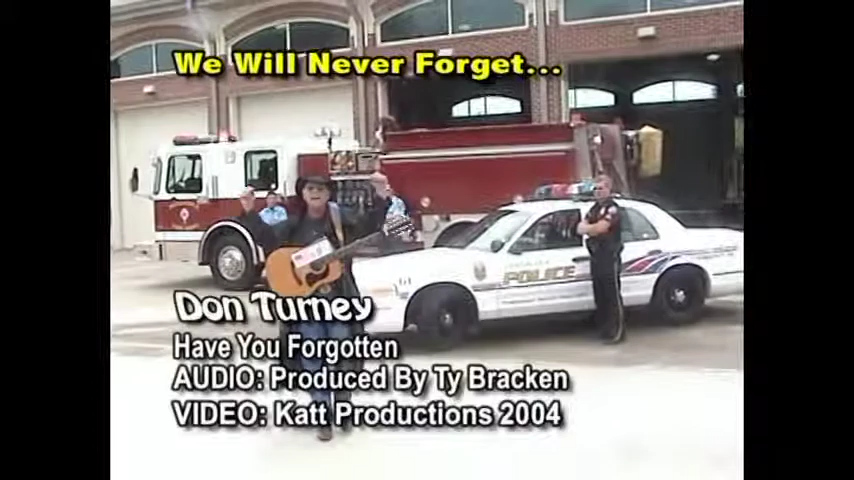 We Will Never Forget...
POLICE
Don Turney
Have You Forgotten
AUDIO: Produced By Ty Bracken
VIDEO: Katt Productions 2004